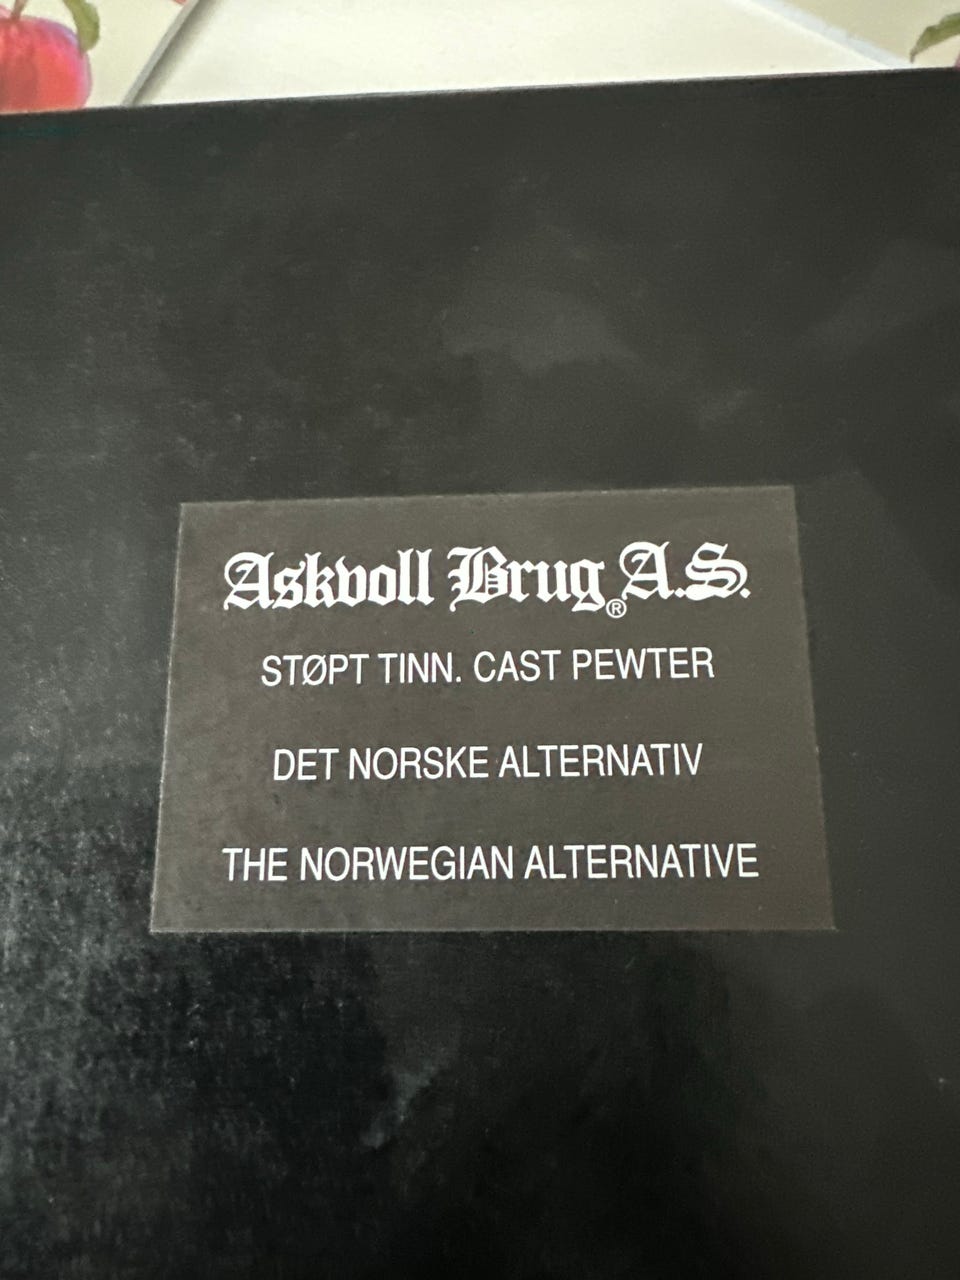 Askvoll Brug® A.S.
STØPT TINN. CAST PEWTER
DET NORSKE ALTERNATIV
THE NORWEGIAN ALTERNATIVE